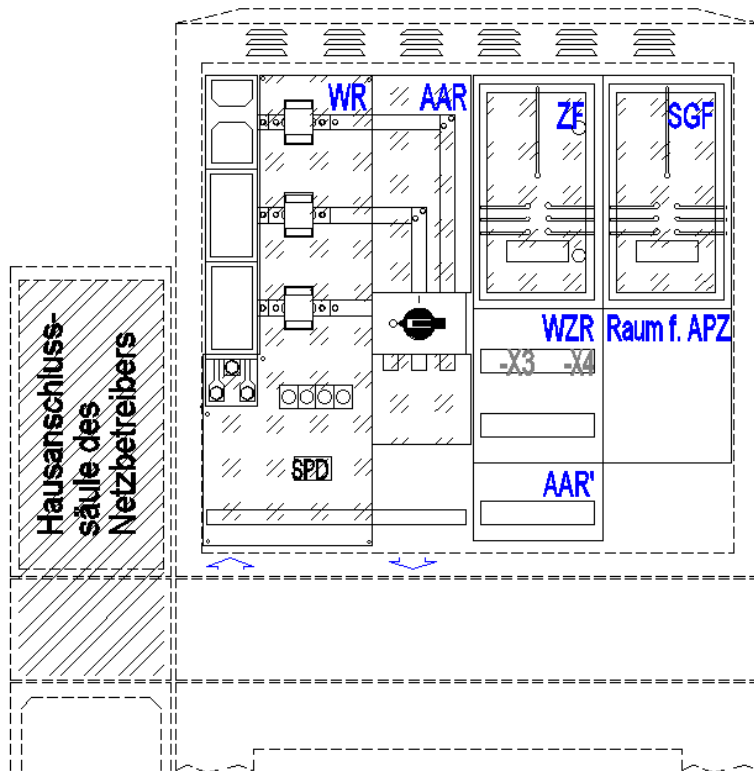 WR
AAR
ZF
SGF
WZR
Raum f. APZ
-X3
-X4
AAR'
SPD
Hausanschluss-
säule des
Netzbetreibers